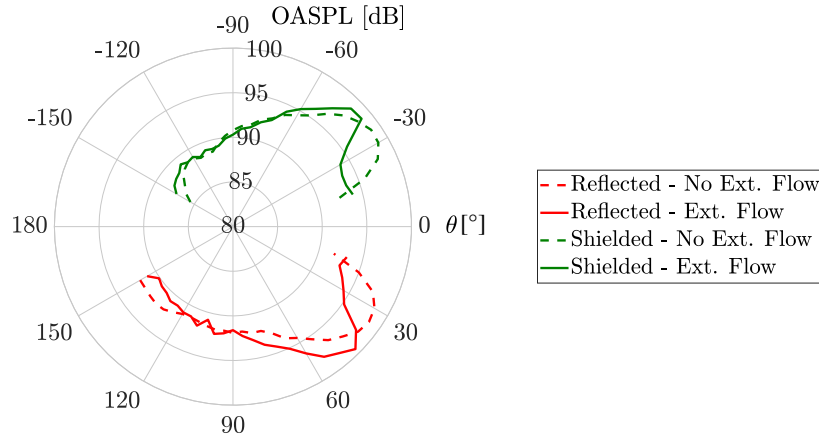 OASPL [dB]
-90
-120
100
-60
95
-150
90
-30
85
180
80
0
θ[°]
150
30
120
60
90
Reflected - No Ext. Flow
Reflected - Ext. Flow
Shielded - No Ext. Flow
Shielded - Ext. Flow